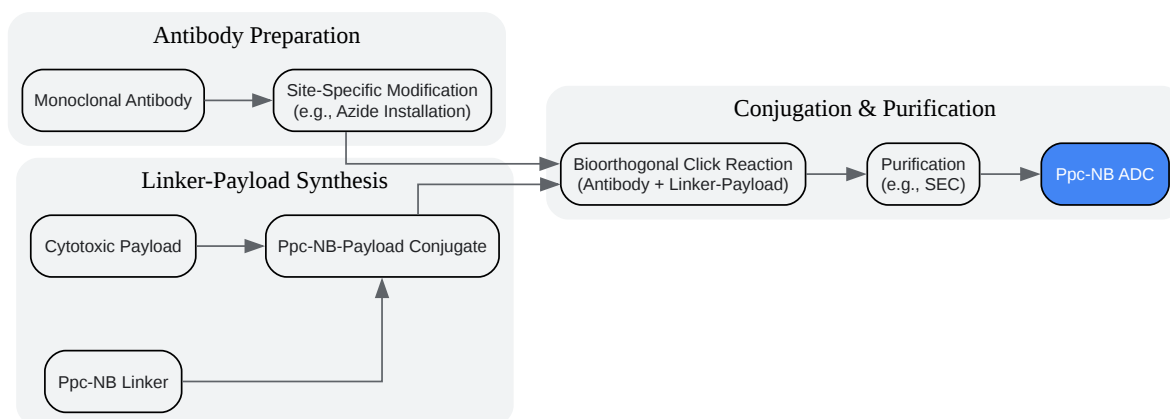 Antibody Preparation
Monoclonal Antibody
Site-Specific Modification
(e.g., Azide Installation)
Linker-Payload Synthesis
Cytotoxic Payload
Ppc-NB-Payload Conjugate
Ppc-NB Linker
Conjugation & Purification
Bioorthogonal Click Reaction
(Antibody + Linker-Payload)
Purification
(e.g., SEC)
Ppc-NB ADC